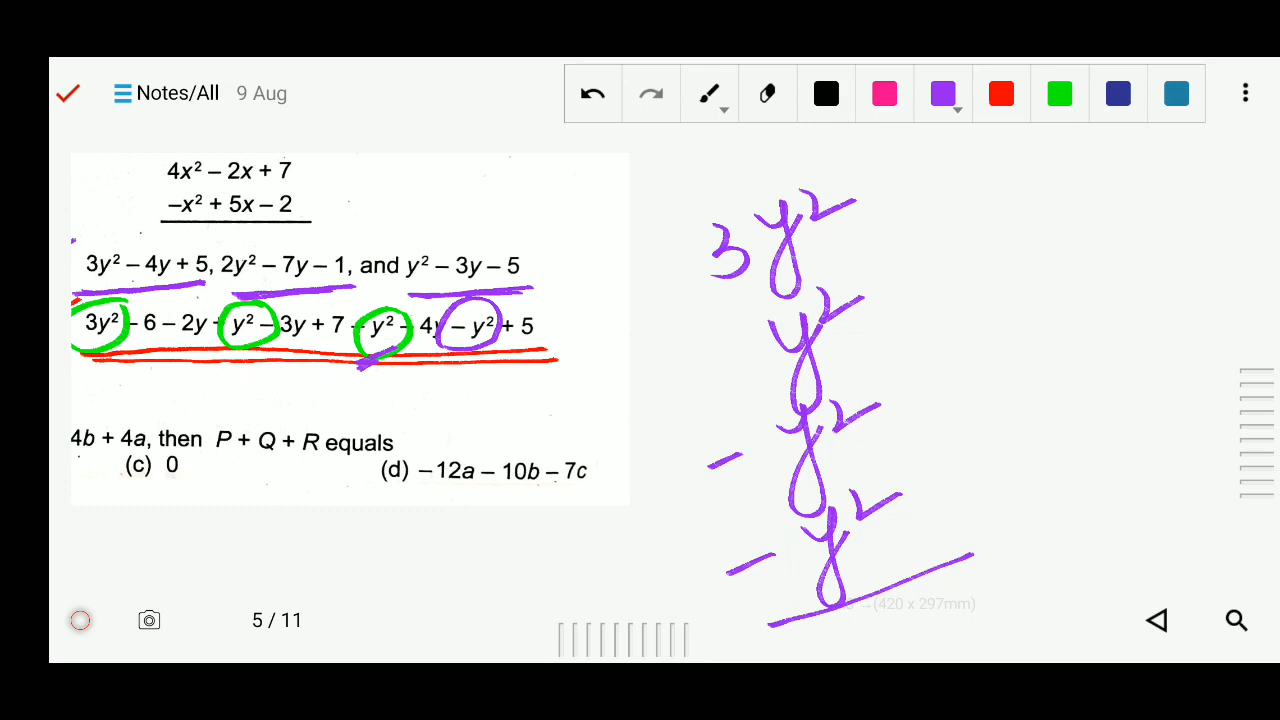 Notes/All 9 Aug
4x² – 2x + 7
–x² + 5x – 2
3y² – 4y + 5, 2y² – 7y – 1, and y² – 3y – 5
3y² – 6 – 2y + y² – 3y + 7 – y² – 4y – y² + 5
4b + 4a, then P + Q + R equals
(c) 0 (d) –12a – 10b – 7c
3y²
y²
– y²
– y²
(420 x 297mm)
5 / 11